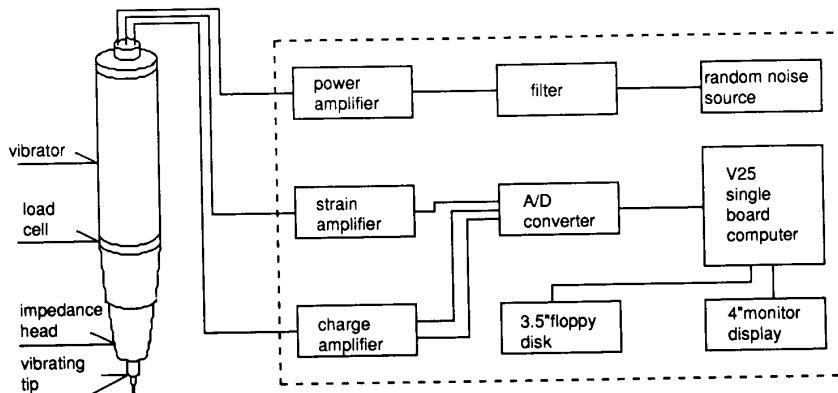 power
amplifier
filter
random noise
source
vibrator
strain
amplifier
A/D
converter
V25
single
board
computer
load
cell
impedance
head
charge
amplifier
3.5"floppy
disk
4"monitor
display
vibrating
tip